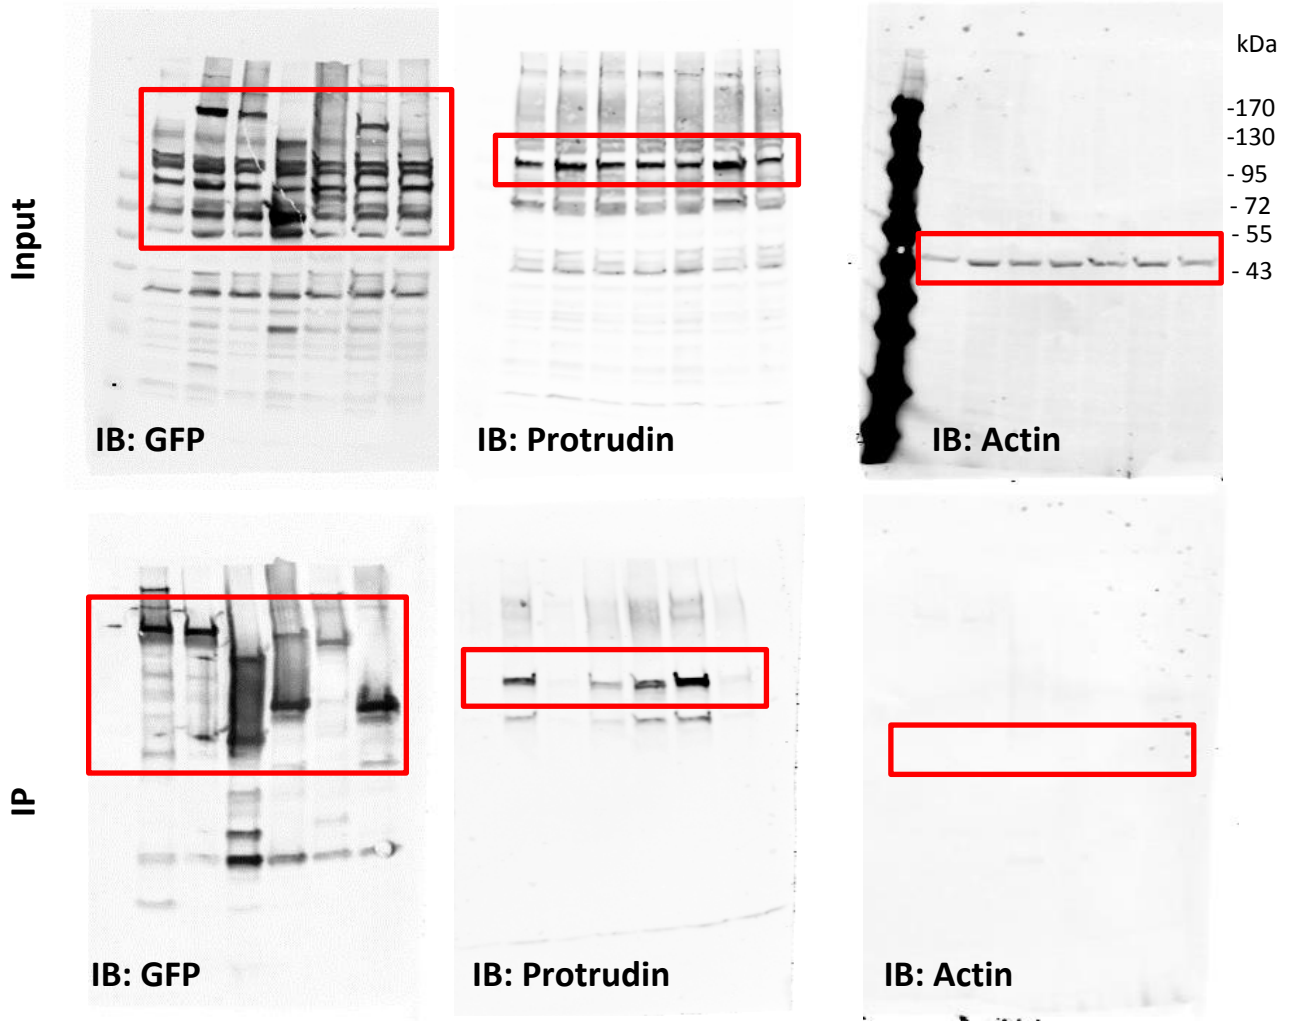 kDa
-170
-130
- 95
- 72
- 55
- 43
Input
IB: GFP
IB: Protrudin
IB: Actin
IP
IB: GFP
IB: Protrudin
IB: Actin